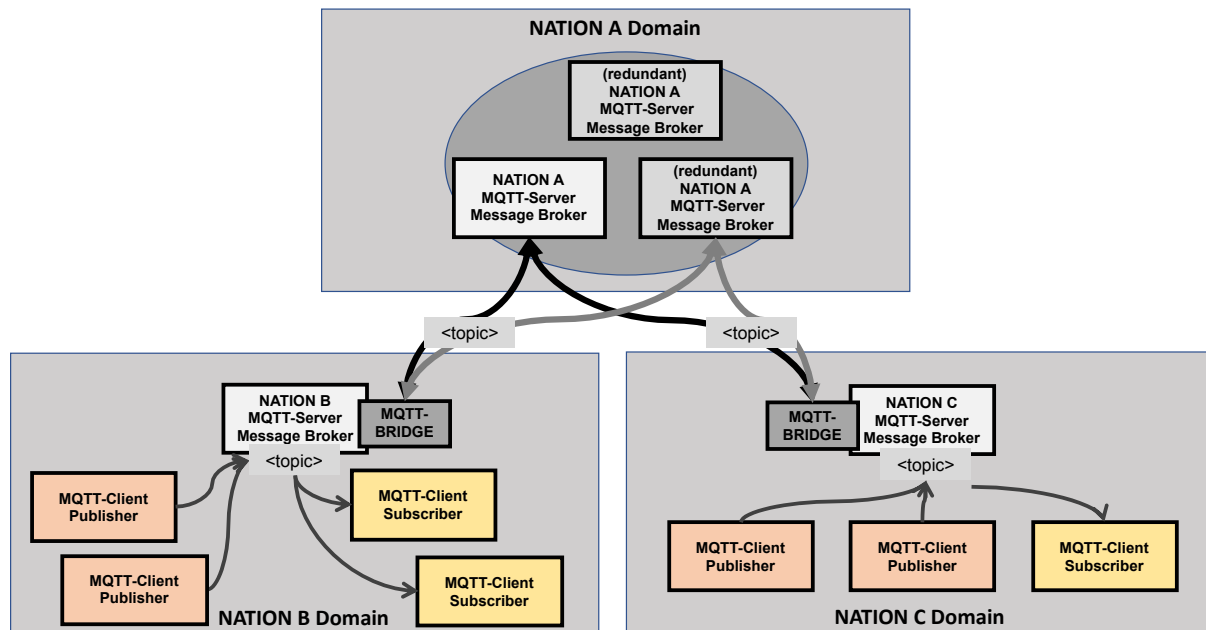 NATION A Domain
(redundant)
NATION A
MQTT-Server
Message Broker
NATION A
MQTT-Server
Message Broker
(redundant)
NATION A
MQTT-Server
Message Broker
<topic>
<topic>
NATION B
MQTT-Server
Message Broker
MQTT-
BRIDGE
<topic>
MQTT-Client
Publisher
MQTT-Client
Subscriber
MQTT-Client
Publisher
MQTT-Client
Subscriber
NATION B Domain
MQTT-
BRIDGE
NATION C
MQTT-Server
Message Broker
<topic>
MQTT-Client
Publisher
MQTT-Client
Publisher
MQTT-Client
Subscriber
NATION C Domain